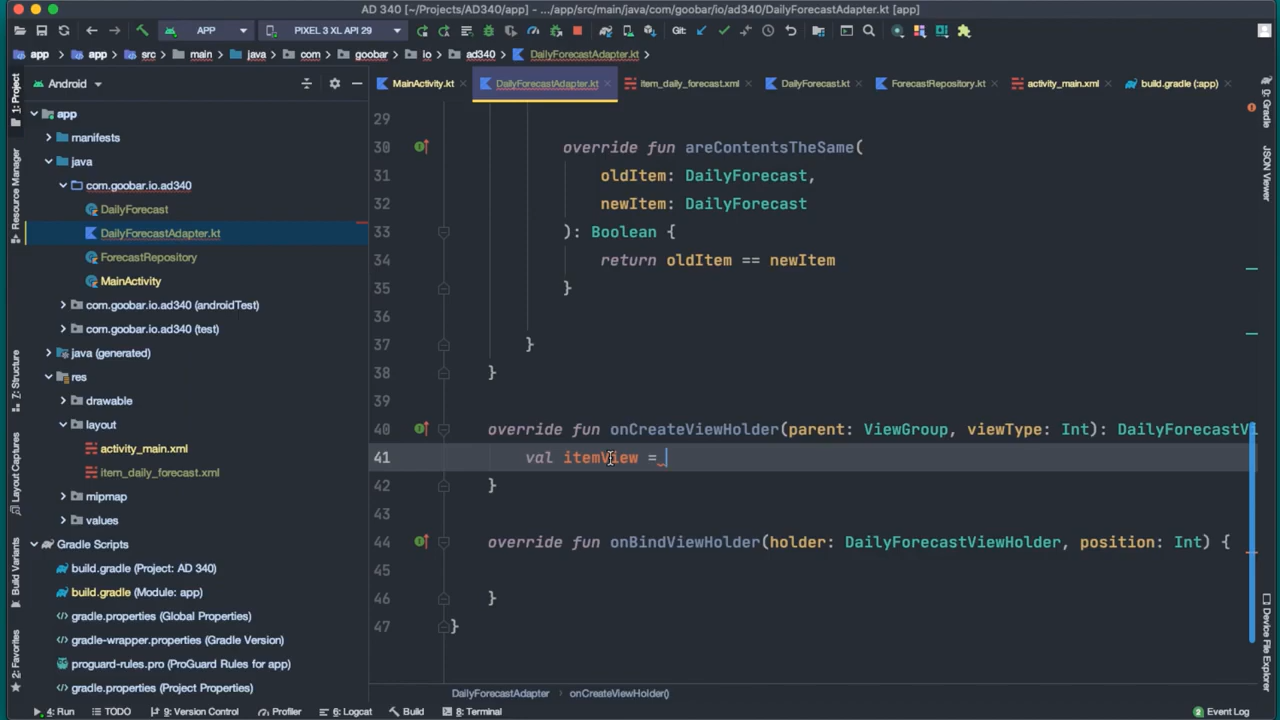 AD 340 [~/Projects/AD340/app] - .../app/src/main/java/com/goobar/io/ad340/DailyForecastAdapter.kt [app]
APP PIXEL 3 XL API 29 Git:
app app src main java com goobar io ad340 DailyForecastAdapter.kt
Android MainActivity.kt DailyForecastAdapter.kt item_daily_forecast.xml DailyForecast.kt ForecastRepository.kt activity_main.xml build.gradle (:app)
1: Project
Resource Manager
7: Structure
Layout Captures
Build Variants
2: Favorites
app
manifests
java
com.goobar.io.ad340
DailyForecast
DailyForecastAdapter.kt
ForecastRepository
MainActivity
com.goobar.io.ad340 (androidTest)
com.goobar.io.ad340 (test)
java (generated)
res
drawable
layout
activity_main.xml
item_daily_forecast.xml
mipmap
values
Gradle Scripts
build.gradle (Project: AD 340)
build.gradle (Module: app)
gradle.properties (Global Properties)
gradle-wrapper.properties (Gradle Version)
proguard-rules.pro (ProGuard Rules for app)
gradle.properties (Project Properties)
29
30 override fun areContentsTheSame(
31 oldItem: DailyForecast,
32 newItem: DailyForecast
33 ): Boolean {
34 return oldItem == newItem
35 }
36
37 }
38 }
39
40 override fun onCreateViewHolder(parent: ViewGroup, viewType: Int): DailyForecastVi
41 val itemView =
42 }
43
44 override fun onBindViewHolder(holder: DailyForecastViewHolder, position: Int) {
45
46 }
47 }
Gradle
JSON Viewer
Device File Explorer
DailyForecastAdapter onCreateViewHolder()
4: Run TODO 9: Version Control Profiler 6: Logcat Build 8: Terminal 2 Event Log